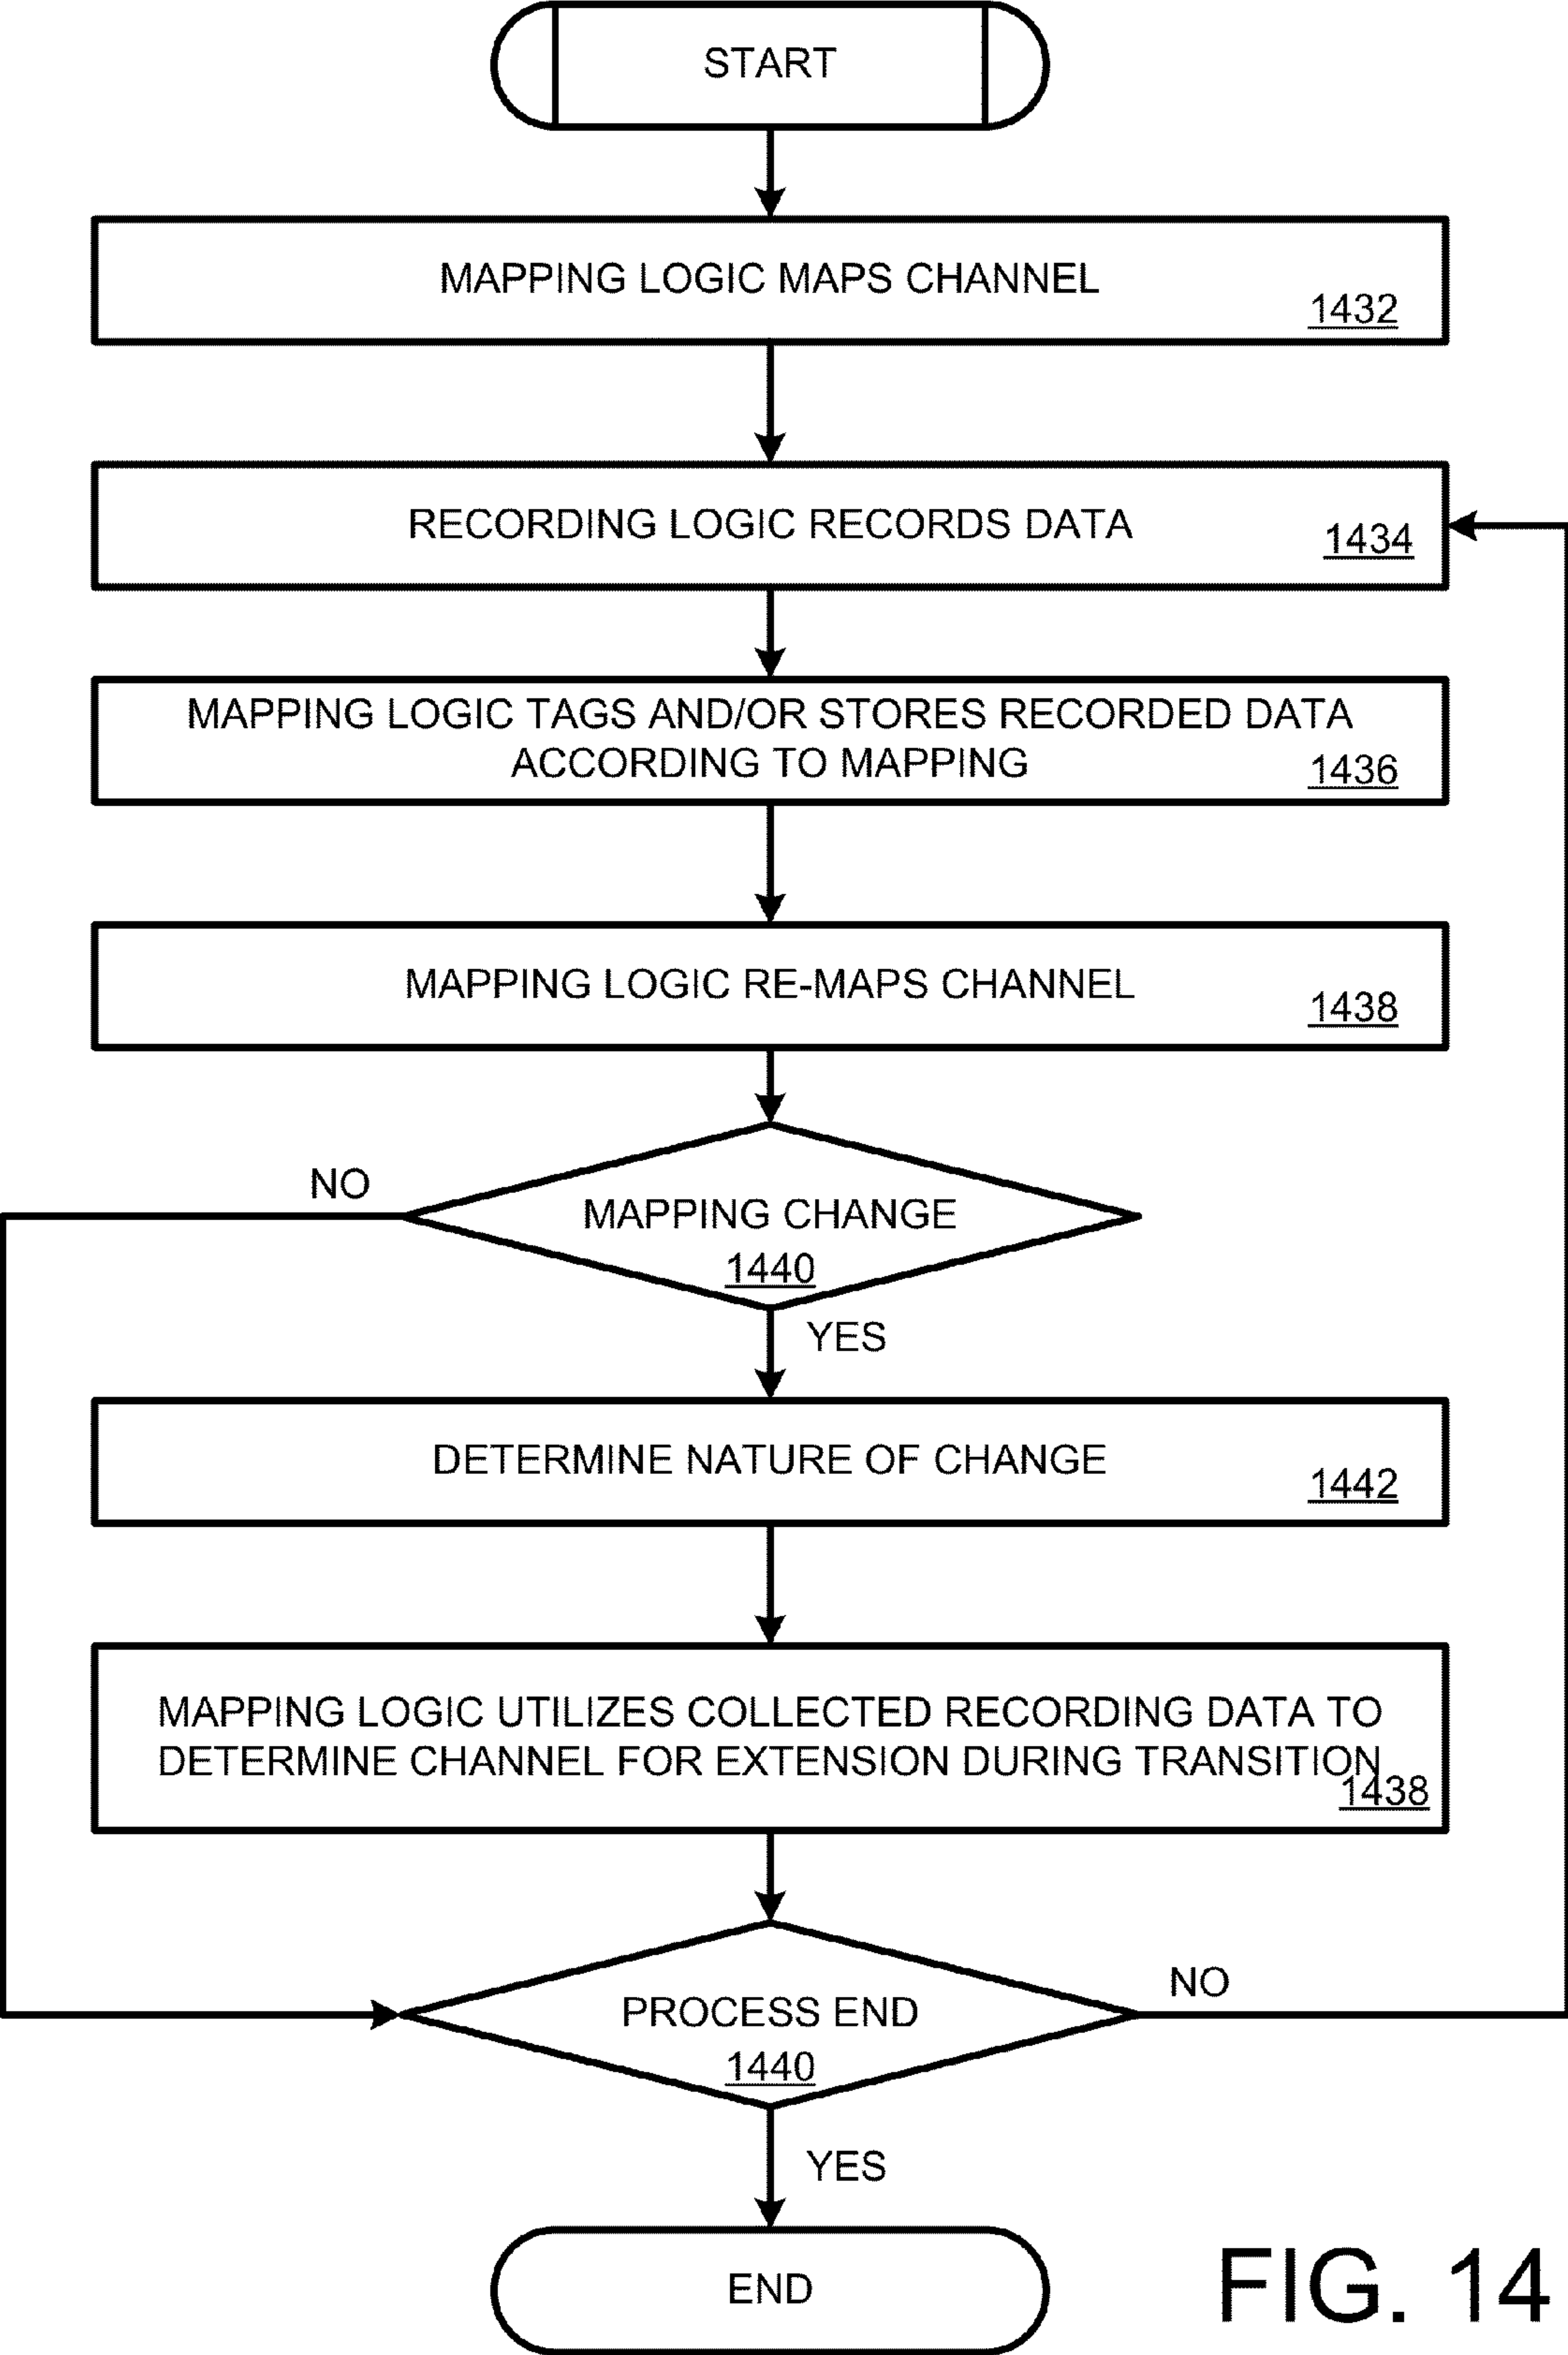 START
MAPPING LOGIC MAPS CHANNEL
1432
RECORDING LOGIC RECORDS DATA
1434
MAPPING LOGIC TAGS AND/OR STORES RECORDED DATA
ACCORDING TO MAPPING
1436
MAPPING LOGIC RE-MAPS CHANNEL
1438
NO
MAPPING CHANGE
1440
YES
DETERMINE NATURE OF CHANGE
1442
MAPPING LOGIC UTILIZES COLLECTED RECORDING DATA TO
DETERMINE CHANNEL FOR EXTENSION DURING TRANSITION
1438
NO
PROCESS END
1440
YES
END
FIG. 14